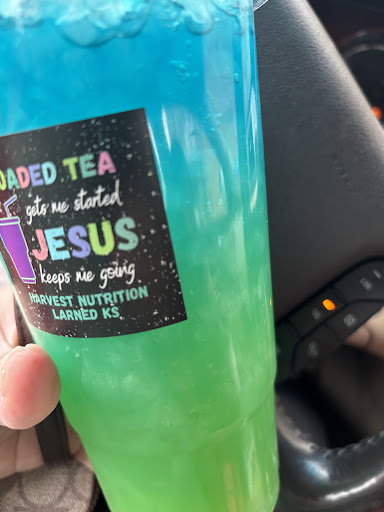 OADED TEA
gets me started
JESUS
keeps me going
HARVEST NUTRITION
LARNED KS